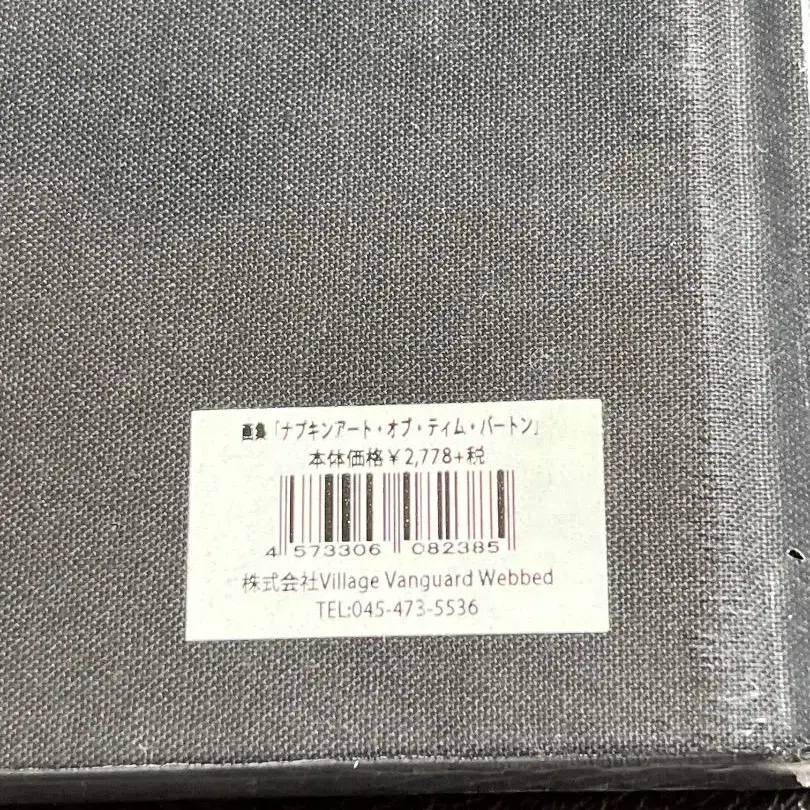 画集「ナプキンアート・オブ・ティム・バートン」
本体価格￥2,778+税
4 573306 082385
株式会社Village Vanguard Webbed
TEL:045-473-5536